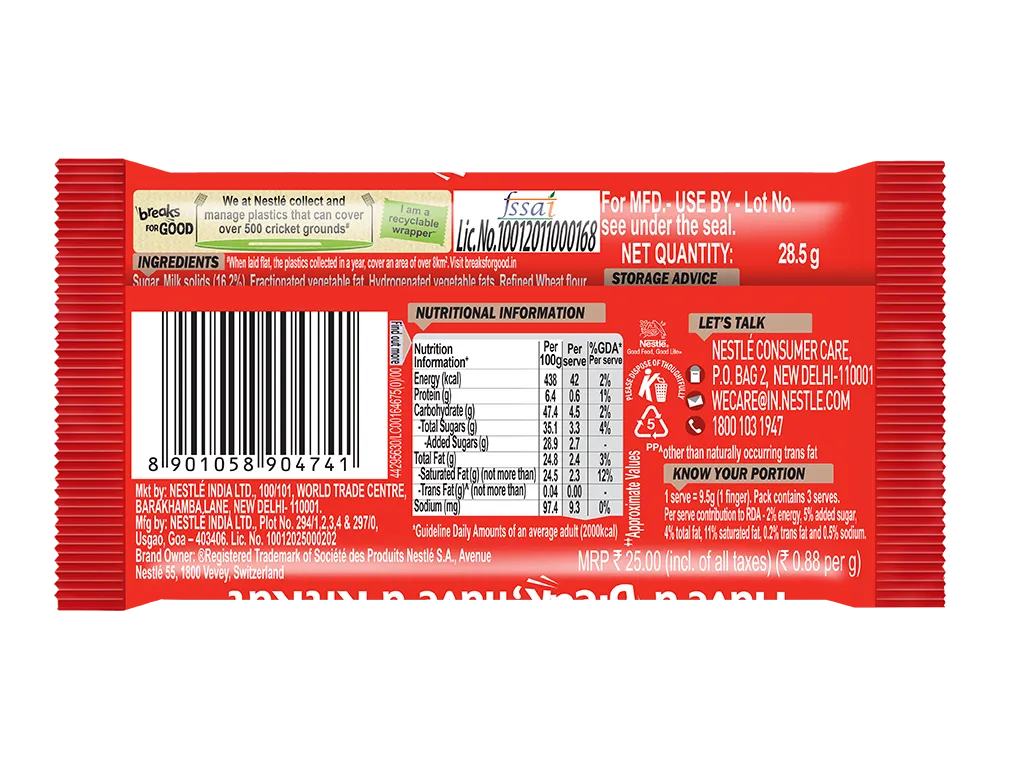 breaks
FOR GOOD
We at Nestlé collect and
manage plastics that can cover
over 500 cricket grounds#
I am a
recyclable
wrapper~
fssai
Lic.No.10012011000168
For MFD.- USE BY - Lot No.
see under the seal.
NET QUANTITY: 28.5 g
INGREDIENTS
#When laid flat, the plastics collected in a year, cover an area of over 8km². Visit breaksforgood.in
STORAGE ADVICE
Sugar, Milk solids (16.2%), Fractionated vegetable fat, Hydrogenated vegetable fats, Refined Wheat flour
8 901058 904741
Find out more
44295630/LC00164675(0)/00
NUTRITIONAL INFORMATION
Nutrition Information+ Per 100g Per serve %GDA* Per serve
Energy (kcal) 438 42 2%
Protein (g) 6.4 0.6 1%
Carbohydrate (g) 47.4 4.5 2%
-Total Sugars (g) 35.1 3.3 4%
-Added Sugars (g) 28.9 2.7 -
Total Fat (g) 24.8 2.4 3%
-Saturated Fat (g) (not more than) 24.5 2.3 12%
-Trans Fat (g)^ (not more than) 0.04 0.00 -
Sodium (mg) 97.4 9.3 0%
*Guideline Daily Amounts of an average adult (2000kcal)
Approximate Values
Nestlé
Good Food, Good Life
PLEASE DISPOSE OF THOUGHTFULLY
5
PP
LET'S TALK
NESTLÉ CONSUMER CARE,
P.O. BAG 2, NEW DELHI-110001
WECARE@IN.NESTLE.COM
1800 103 1947
^other than naturally occurring trans fat
KNOW YOUR PORTION
1 serve = 9.5g (1 finger). Pack contains 3 serves.
Per serve contribution to RDA - 2% energy, 5% added sugar,
4% total fat, 11% saturated fat, 0.2% trans fat and 0.5% sodium.
Mkt by: NESTLÉ INDIA LTD., 100/101, WORLD TRADE CENTRE,
BARAKHAMBA,LANE, NEW DELHI- 110001.
Mfg by: NESTLÉ INDIA LTD., Plot No. 294/1,2,3,4 & 297/0,
Usgao, Goa – 403406. Lic. No. 10012025000202
Brand Owner: ®Registered Trademark of Société des Produits Nestlé S.A., Avenue
Nestlé 55, 1800 Vevey, Switzerland
MRP ₹ 25.00 (incl. of all taxes) (₹ 0.88 per g)